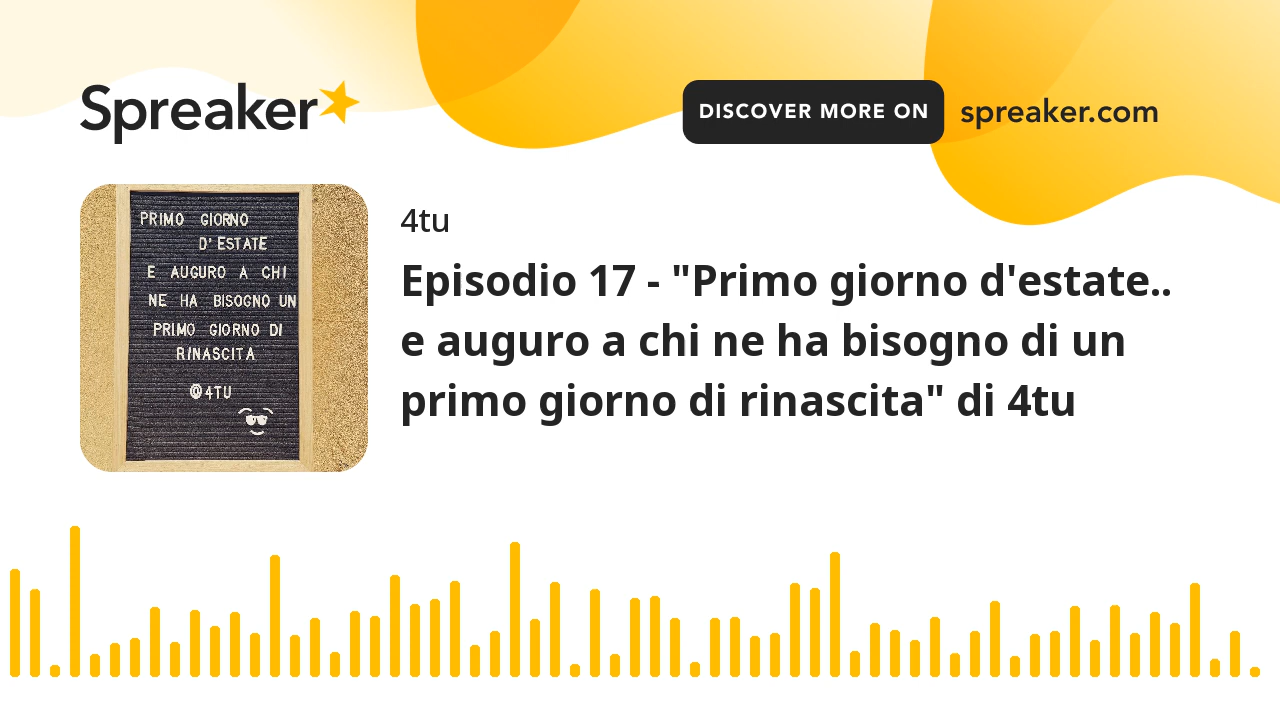 Spreaker
DISCOVER MORE ON
spreaker.com
PRIMO GIORNO
D'ESTATE
E AUGURO A CHI
NE HA BISOGNO UN
PRIMO GIORNO DI
RINASCITA
@4TU
4tu
Episodio 17 - "Primo giorno d'estate..
e auguro a chi ne ha bisogno di un
primo giorno di rinascita" di 4tu